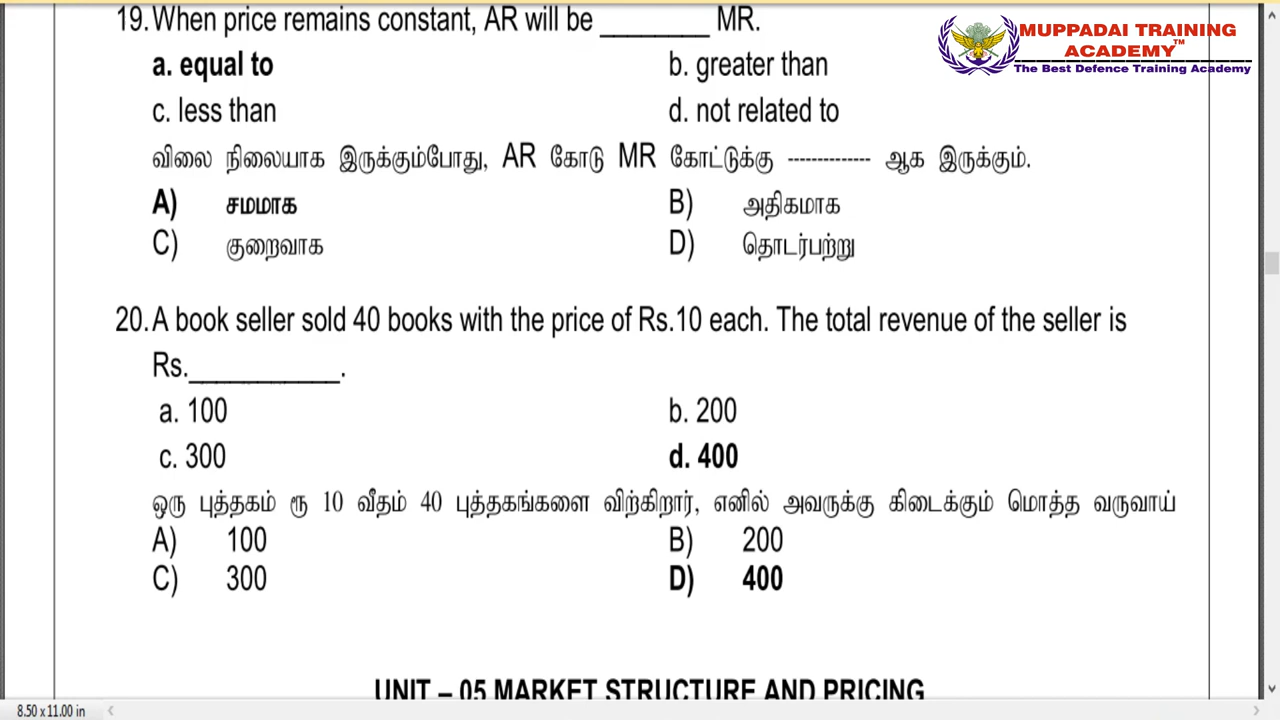 19. When price remains constant, AR will be ________ MR.
MUPPADAI TRAINING
ACADEMY™
The Best Defence Training Academy
a. equal to b. greater than
c. less than d. not related to
விலை நிலையாக இருக்கும்போது, AR கோடு MR கோட்டுக்கு -------------- ஆக இருக்கும்.
A) சமமாக B) அதிகமாக
C) குறைவாக D) தொடர்பற்று
20. A book seller sold 40 books with the price of Rs.10 each. The total revenue of the seller is
Rs.___________.
a. 100 b. 200
c. 300 d. 400
ஒரு புத்தகம் ரூ 10 வீதம் 40 புத்தகங்களை விற்கிறார், எனில் அவருக்கு கிடைக்கும் மொத்த வருவாய்
A) 100 B) 200
C) 300 D) 400
UNIT – 05 MARKET STRUCTURE AND PRICING
8.50 x 11.00 in